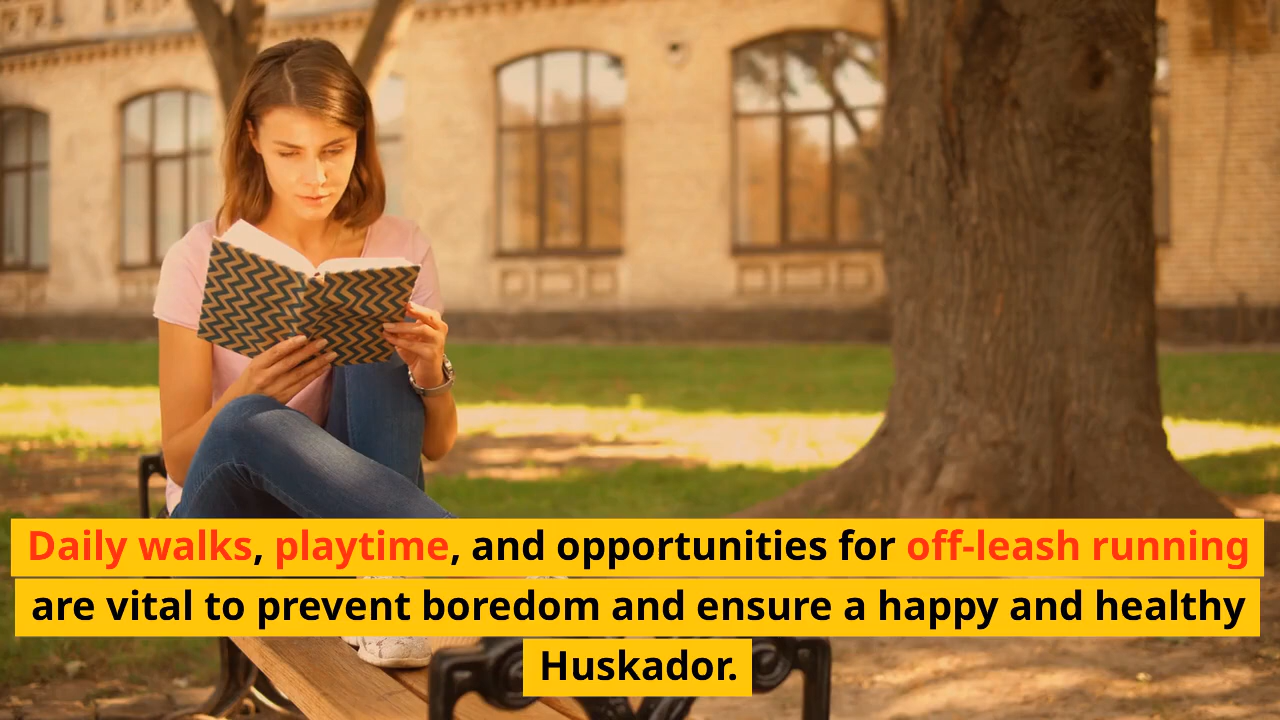 Daily walks, playtime, and opportunities for off-leash running
are vital to prevent boredom and ensure a happy and healthy
Huskador.